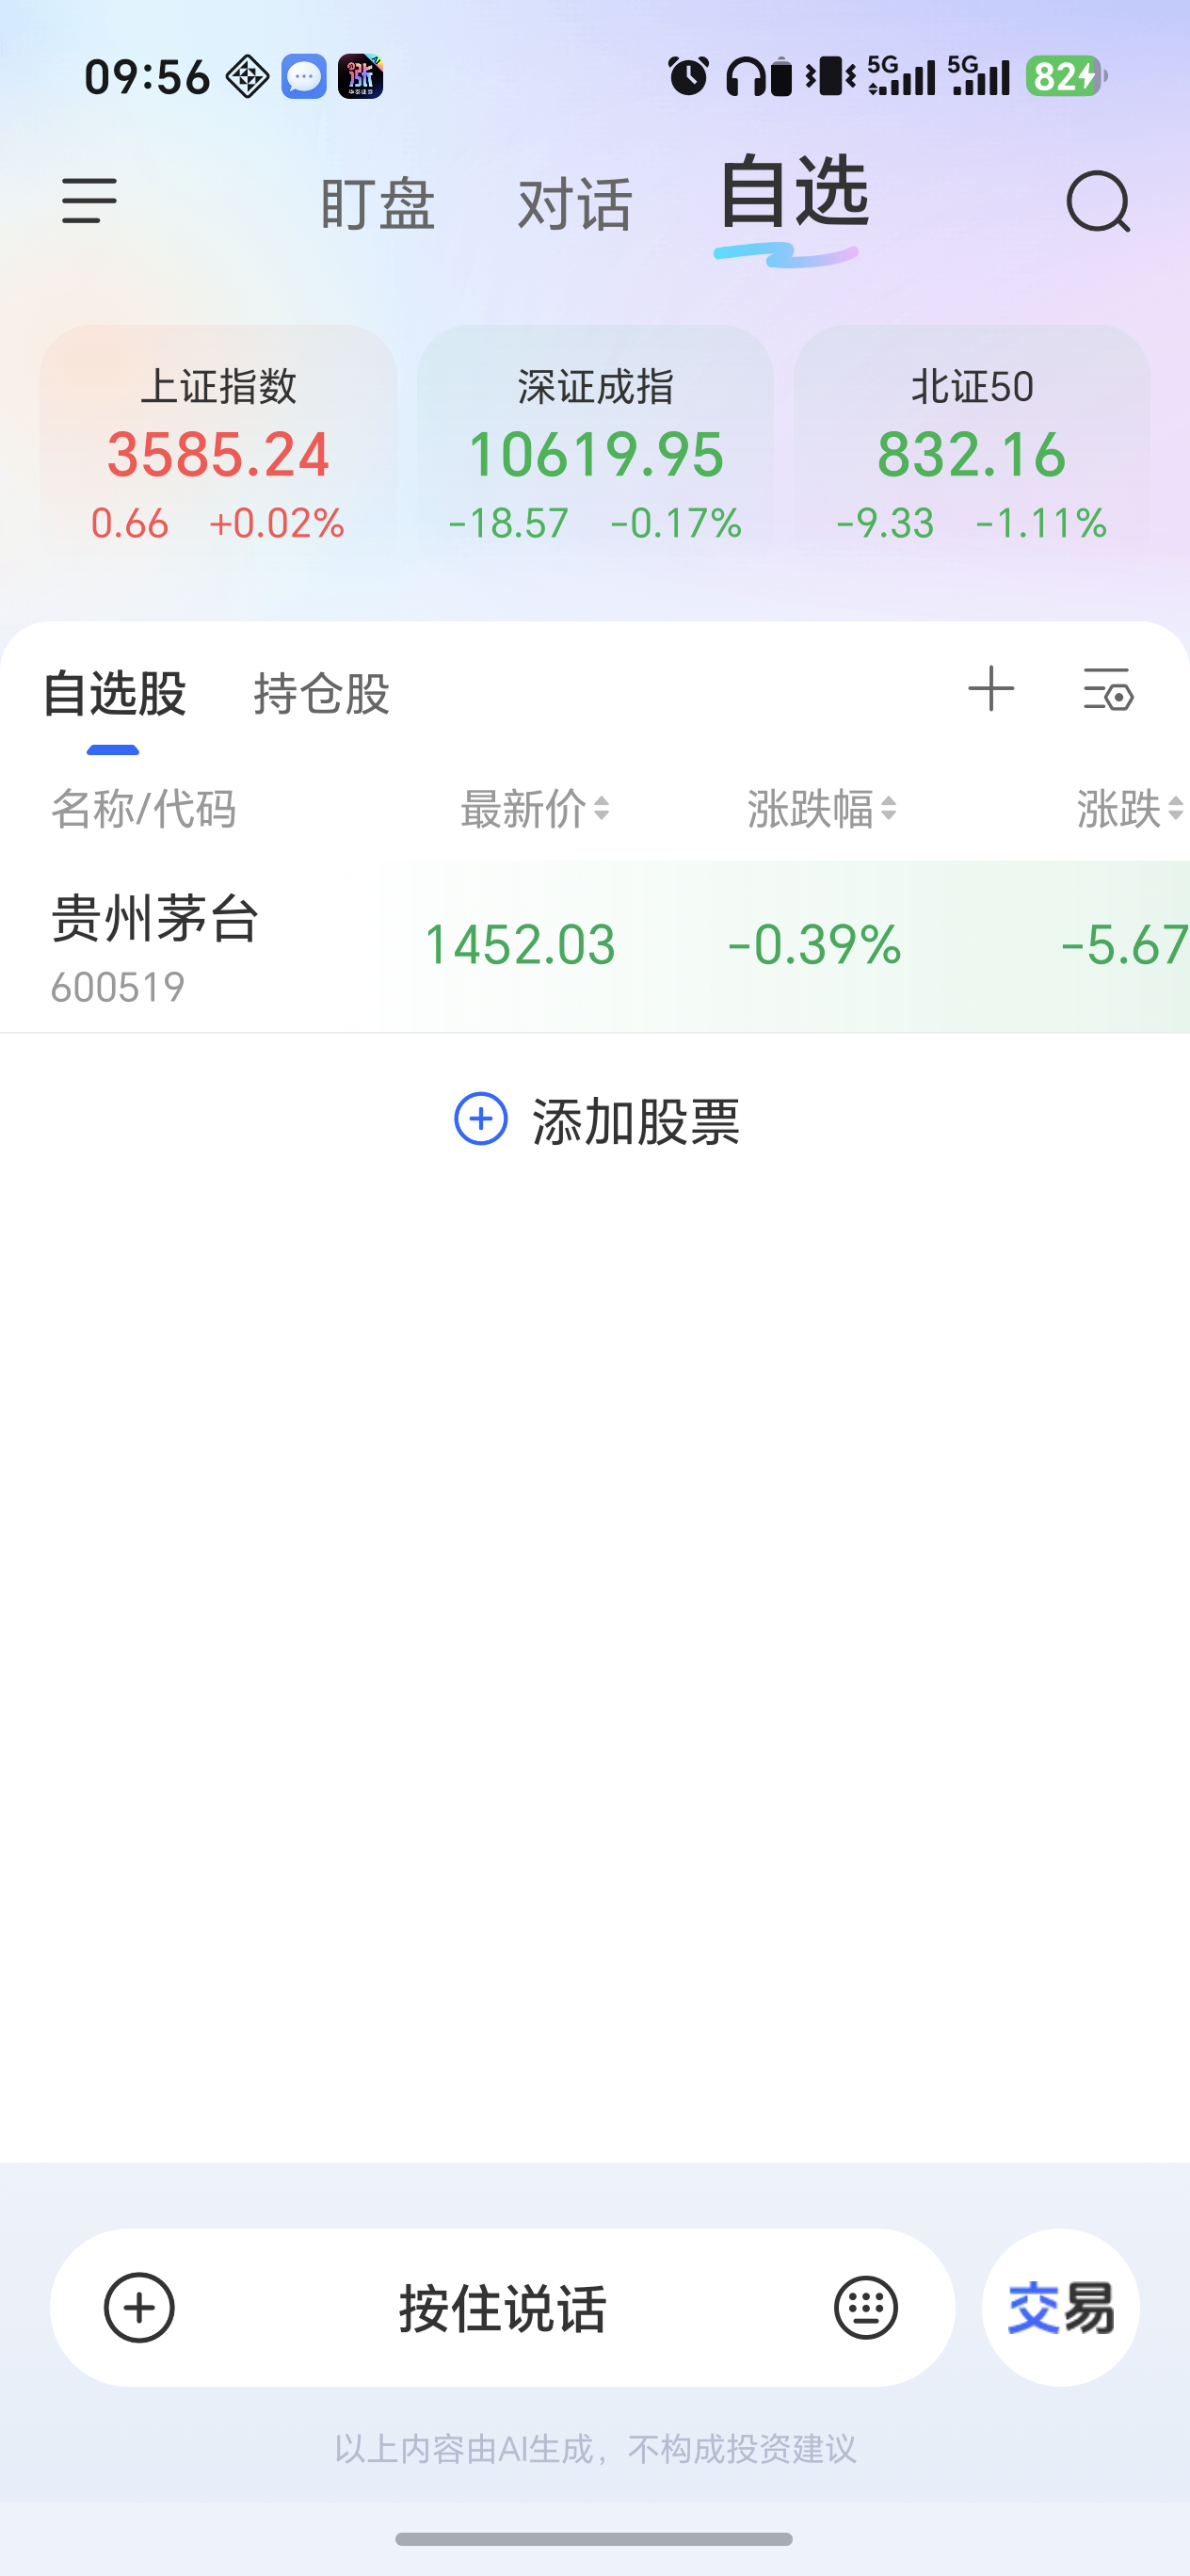 09:56
5G 5G 82
盯盘 对话 自选
上证指数 深证成指 北证50
3585.24 10619.95 832.16
0.66 +0.02% -18.57 -0.17% -9.33 -1.11%
自选股 持仓股
名称/代码 最新价 涨跌幅 涨跌
贵州茅台 1452.03 -0.39% -5.67
600519
添加股票
按住说话 交易
以上内容由AI生成，不构成投资建议